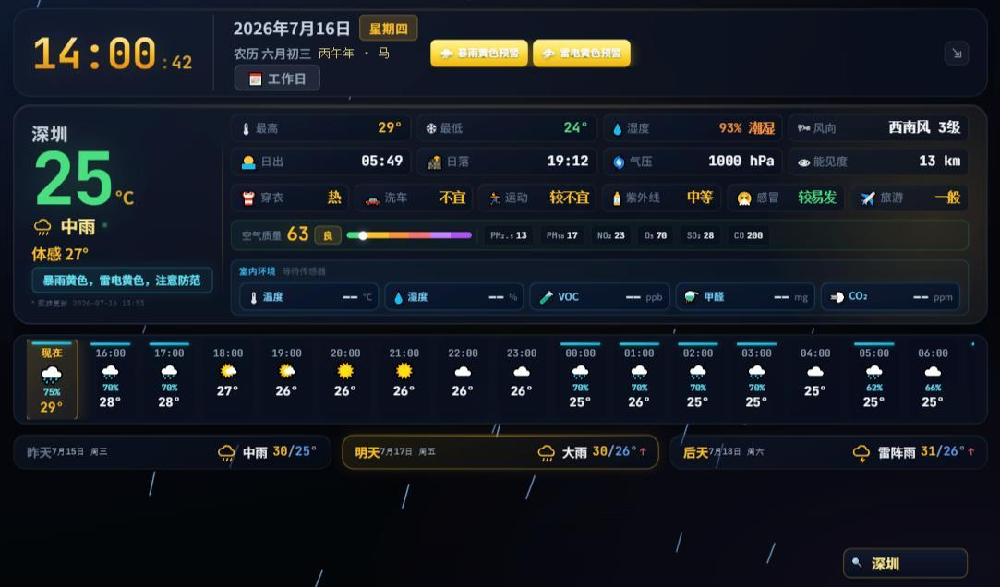 14:00:42
2026年7月16日 星期四
农历 六月初三 丙午年 · 马
工作日
暴雨黄色预警 雷电黄色预警
深圳
25°C
中雨
体感 27°
暴雨黄色，雷电黄色，注意防范
2026-07-16 13:53
最高 29° 最低 24° 湿度 93% 潮湿 风向 西南风 3级
日出 05:49 日落 19:12 气压 1000 hPa 能见度 13 km
穿衣 热 洗车 不宜 运动 较不宜 紫外线 中等 感冒 较易发 旅游 一般
空气质量 63 良 PM₂.₅ 13 PM₁₀ 17 NO₂ 23 O₃ 70 SO₂ 28 CO 200
室内环境 等待传感器
温度 -- °C 湿度 -- % VOC -- ppb 甲醛 -- mg CO₂ -- ppm
现在 16:00 17:00 18:00 19:00 20:00 21:00 22:00 23:00 00:00 01:00 02:00 03:00 04:00 05:00 06:00
75% 70% 70% 70% 70% 70% 70% 62% 66%
29° 28° 28° 27° 26° 26° 26° 26° 26° 25° 26° 25° 25° 25° 25° 25°
昨天 7月15日 周三 中雨 30/25°
明天 7月17日 周五 大雨 30/26°↑
后天 7月18日 周六 雷阵雨 31/26°↑
深圳